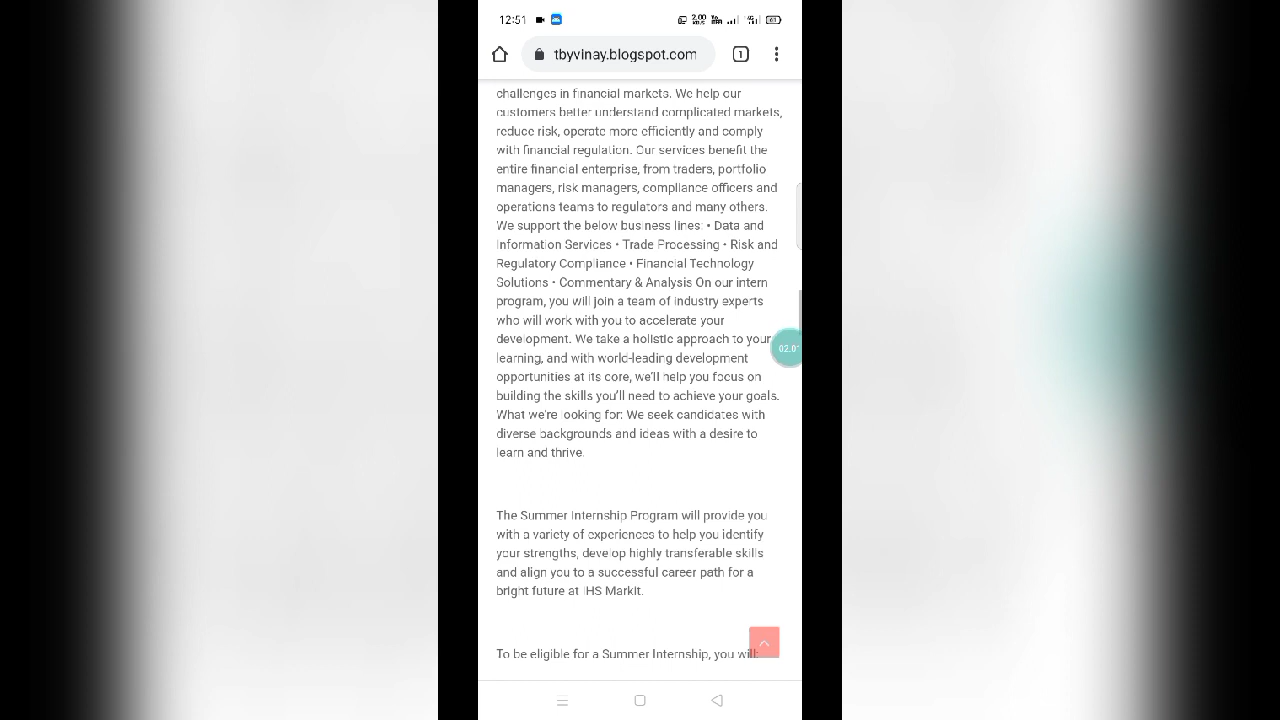 12:51
2.00
tbyvinay.blogspot.com
1
challenges in financial markets. We help our
customers better understand complicated markets,
reduce risk, operate more efficiently and comply
with financial regulation. Our services benefit the
entire financial enterprise, from traders, portfolio
managers, risk managers, compliance officers and
operations teams to regulators and many others.
We support the below business lines: • Data and
Information Services • Trade Processing • Risk and
Regulatory Compliance • Financial Technology
Solutions • Commentary & Analysis On our intern
program, you will join a team of industry experts
who will work with you to accelerate your
development. We take a holistic approach to your
learning, and with world-leading development
opportunities at its core, we'll help you focus on
building the skills you'll need to achieve your goals.
What we're looking for: We seek candidates with
diverse backgrounds and ideas with a desire to
learn and thrive.
The Summer Internship Program will provide you
with a variety of experiences to help you identify
your strengths, develop highly transferable skills
and align you to a successful career path for a
bright future at IHS Markit.
To be eligible for a Summer Internship, you will: